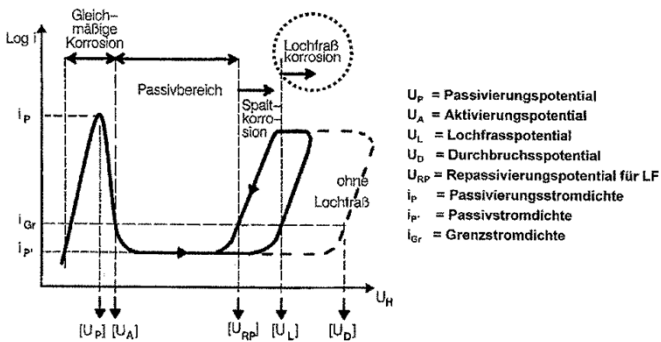 Gleich-
mäßige
Korrosion
Log i
Lochfraß
korrosion
Passivbereich
Spalt-
korro-
sion
ohne
Lochfraß
i_P
i_Gr
i_P'
U_H
[U_P] [U_A] [U_RP] [U_L] [U_D]
U_P = Passivierungspotential
U_A = Aktivierungspotential
U_L = Lochfrasspotential
U_D = Durchbruchsspotential
U_RP = Repassivierungspotential für LF
i_P = Passivierungsstromdichte
i_P' = Passivstromdichte
i_Gr = Grenzstromdichte